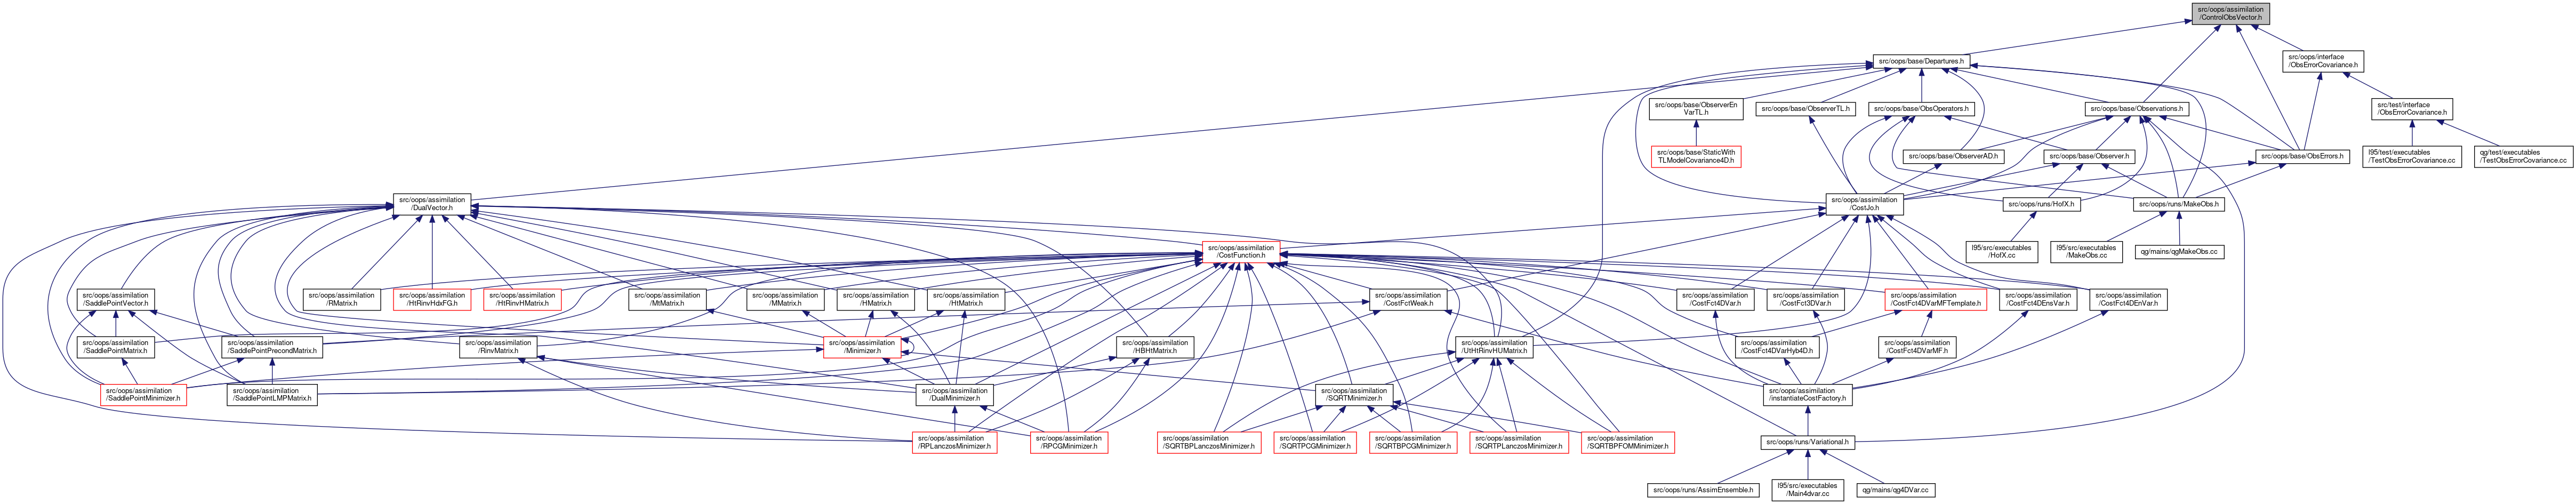 src/oops/assimilation
/ControlObsVector.h
src/oops/base/Departures.h
src/oops/interface
/ObsErrorCovariance.h
src/oops/base/ObserverEn
VarTL.h
src/oops/base/ObserverTL.h
src/oops/base/ObsOperators.h
src/oops/base/Observations.h
src/test/interface
/ObsErrorCovariance.h
src/oops/base/StaticWith
TLModelCovariance4D.h
src/oops/base/ObserverAD.h
src/oops/base/Observer.h
src/oops/base/ObsErrors.h
l95/test/executables
/TestObsErrorCovariance.cc
qg/test/executables
/TestObsErrorCovariance.cc
src/oops/assimilation
/DualVector.h
src/oops/assimilation
/CostJo.h
src/oops/runs/HofX.h
src/oops/runs/MakeObs.h
src/oops/assimilation
/CostFunction.h
l95/src/executables
/HofX.cc
l95/src/executables
/MakeObs.cc
qg/mains/qgMakeObs.cc
src/oops/assimilation
/SaddlePointVector.h
src/oops/assimilation
/RMatrix.h
src/oops/assimilation
/HtRinvHdxFG.h
src/oops/assimilation
/HtRinvHMatrix.h
src/oops/assimilation
/MtMatrix.h
src/oops/assimilation
/MMatrix.h
src/oops/assimilation
/HMatrix.h
src/oops/assimilation
/HtMatrix.h
src/oops/assimilation
/CostFctWeak.h
src/oops/assimilation
/CostFct4DVar.h
src/oops/assimilation
/CostFct3DVar.h
src/oops/assimilation
/CostFct4DVarMFTemplate.h
src/oops/assimilation
/CostFct4DEnsVar.h
src/oops/assimilation
/CostFct4DEnVar.h
src/oops/assimilation
/SaddlePointMatrix.h
src/oops/assimilation
/SaddlePointPrecondMatrix.h
src/oops/assimilation
/RinvMatrix.h
src/oops/assimilation
/Minimizer.h
src/oops/assimilation
/HBHtMatrix.h
src/oops/assimilation
/UtHtRinvHUMatrix.h
src/oops/assimilation
/CostFct4DVarHyb4D.h
src/oops/assimilation
/CostFct4DVarMF.h
src/oops/assimilation
/SaddlePointMinimizer.h
src/oops/assimilation
/SaddlePointLMPMatrix.h
src/oops/assimilation
/DualMinimizer.h
src/oops/assimilation
/SQRTMinimizer.h
src/oops/assimilation
/instantiateCostFactory.h
src/oops/assimilation
/RPLanczosMinimizer.h
src/oops/assimilation
/RPCGMinimizer.h
src/oops/assimilation
/SQRTBPLanczosMinimizer.h
src/oops/assimilation
/SQRTPCGMinimizer.h
src/oops/assimilation
/SQRTBPCGMinimizer.h
src/oops/assimilation
/SQRTPLanczosMinimizer.h
src/oops/assimilation
/SQRTBPFOMMinimizer.h
src/oops/runs/Variational.h
src/oops/runs/AssimEnsemble.h
l95/src/executables
/Main4dvar.cc
qg/mains/qg4DVar.cc